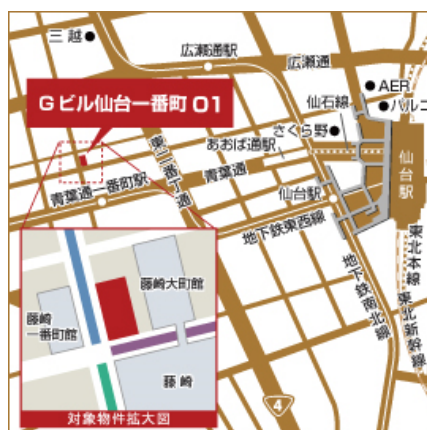 三越
広瀬通駅
広瀬通
AER
パルコ
Gビル仙台一番町 01
仙石線
さくら野
あおば通駅
東二番丁通
青葉通
仙台駅
青葉通一番町駅
仙台駅
地下鉄東西線
地下鉄南北線
東北本線
東北新幹線
藤崎大町館
藤崎
一番町館
藤崎
4
対象物件拡大図